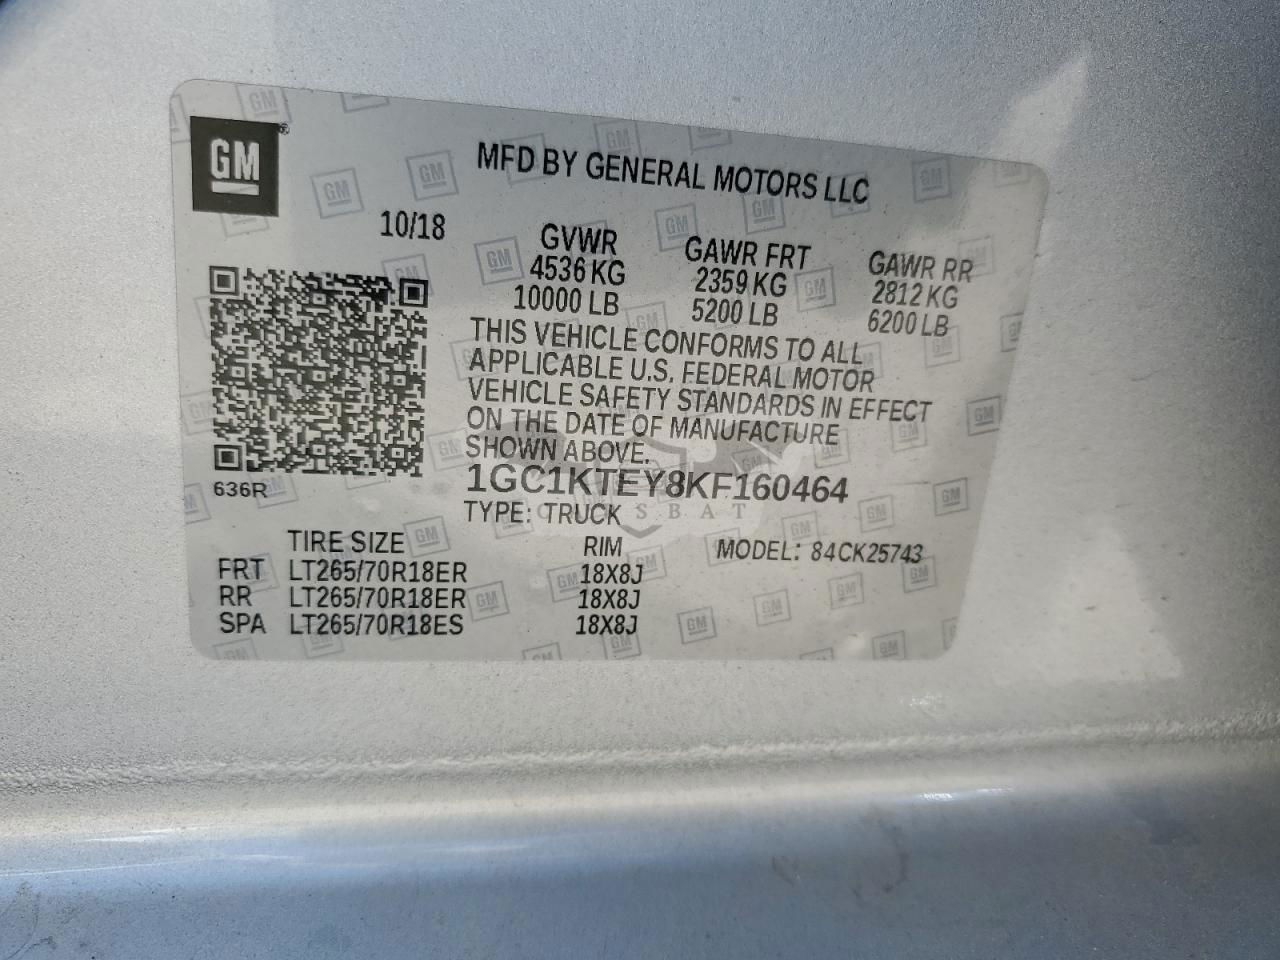 GM
MFD BY GENERAL MOTORS LLC
10/18
GVWR GAWR FRT GAWR RR
4536 KG 2359 KG 2812 KG
10000 LB 5200 LB 6200 LB
THIS VEHICLE CONFORMS TO ALL
APPLICABLE U.S. FEDERAL MOTOR
VEHICLE SAFETY STANDARDS IN EFFECT
ON THE DATE OF MANUFACTURE
SHOWN ABOVE.
636R
1GC1KTEY8KF160464
TYPE: TRUCK
TIRE SIZE RIM MODEL: 84CK25743
FRT LT265/70R18ER 18X8J
RR LT265/70R18ER 18X8J
SPA LT265/70R18ES 18X8J